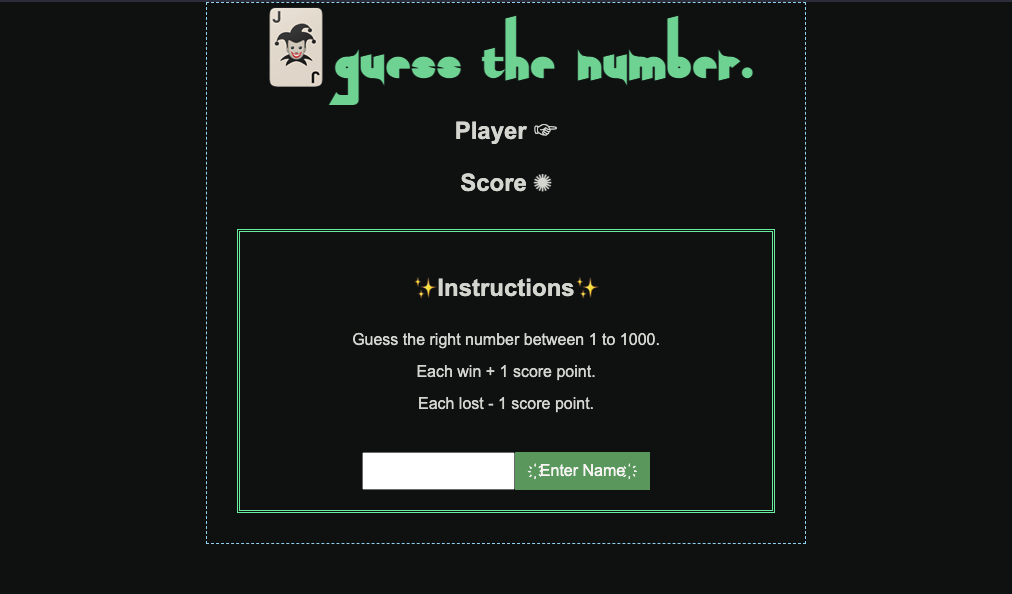 🃏guess the number.
Player ☞
Score ✺
✨Instructions✨
Guess the right number between 1 to 1000.
Each win + 1 score point.
Each lost - 1 score point.
Enter Name